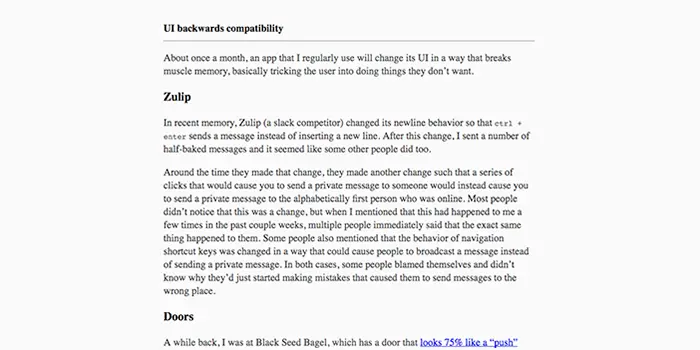 UI backwards compatibility
About once a month, an app that I regularly use will change its UI in a way that breaks
muscle memory, basically tricking the user into doing things they don’t want.
Zulip
In recent memory, Zulip (a slack competitor) changed its newline behavior so that ctrl +
enter sends a message instead of inserting a new line. After this change, I sent a number of
half-baked messages and it seemed like some other people did too.
Around the time they made that change, they made another change such that a series of
clicks that would cause you to send a private message to someone would instead cause you
to send a private message to the alphabetically first person who was online. Most people
didn’t notice that this was a change, but when I mentioned that this had happened to me a
few times in the past couple weeks, multiple people immediately said that the exact same
thing happened to them. Some people also mentioned that the behavior of navigation
shortcut keys was changed in a way that could cause people to broadcast a message instead
of sending a private message. In both cases, some people blamed themselves and didn’t
know why they’d just started making mistakes that caused them to send messages to the
wrong place.
Doors
A while back, I was at Black Seed Bagel, which has a door that looks 75% like a “push”